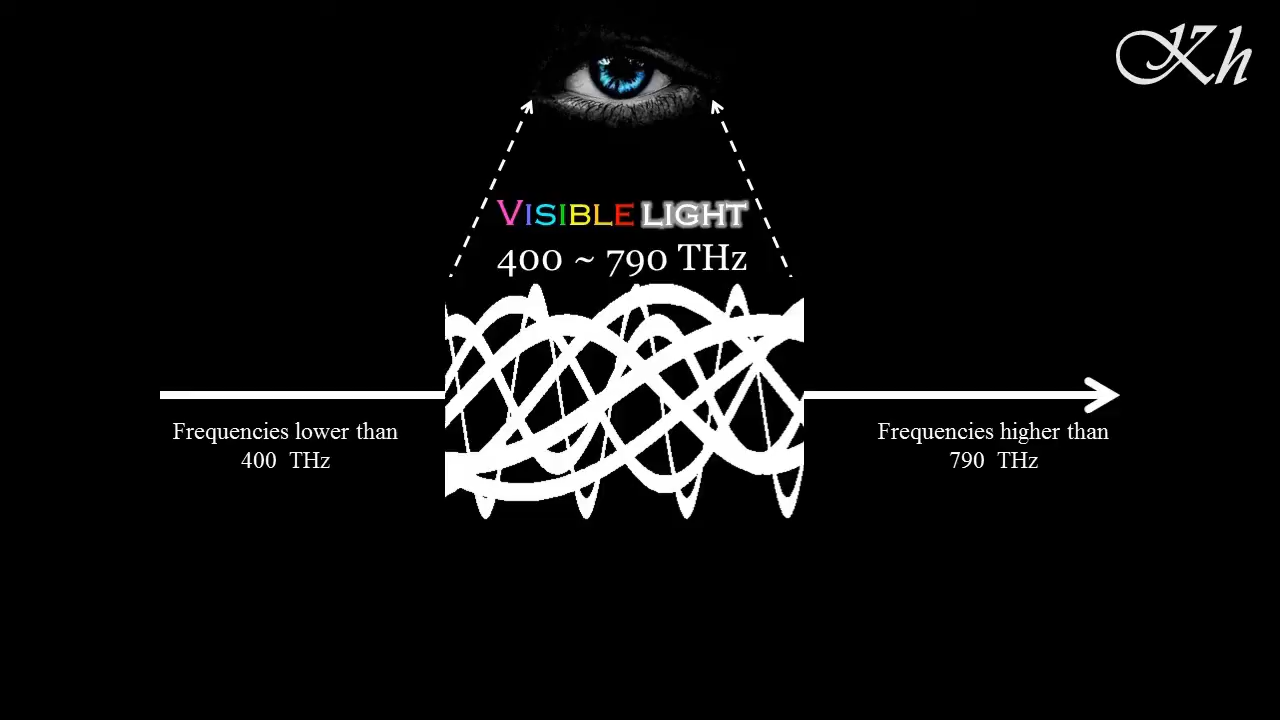 Kh
VISIBLE LIGHT
400 ~ 790 THz
Frequencies lower than
400 THz
Frequencies higher than
790 THz